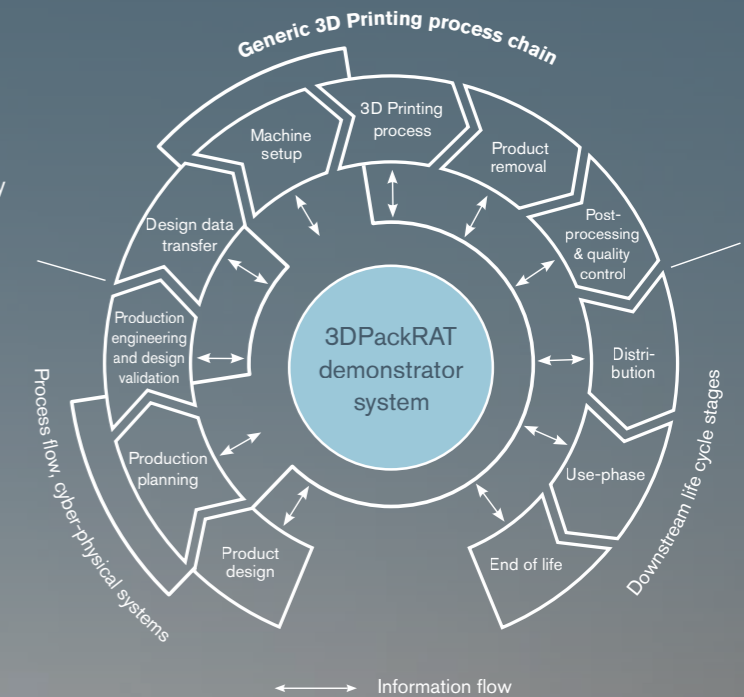 Generic 3D Printing process chain
3D Printing
process
Machine
setup
Product
removal
Design data
transfer
Post-
processing
& quality
control
Production
engineering
and design
validation
3DPackRAT
demonstrator
system
Distri-
bution
Production
planning
Use-phase
Product
design
End of life
Process flow, cyber-physical systems
Downstream life cycle stages
Information flow